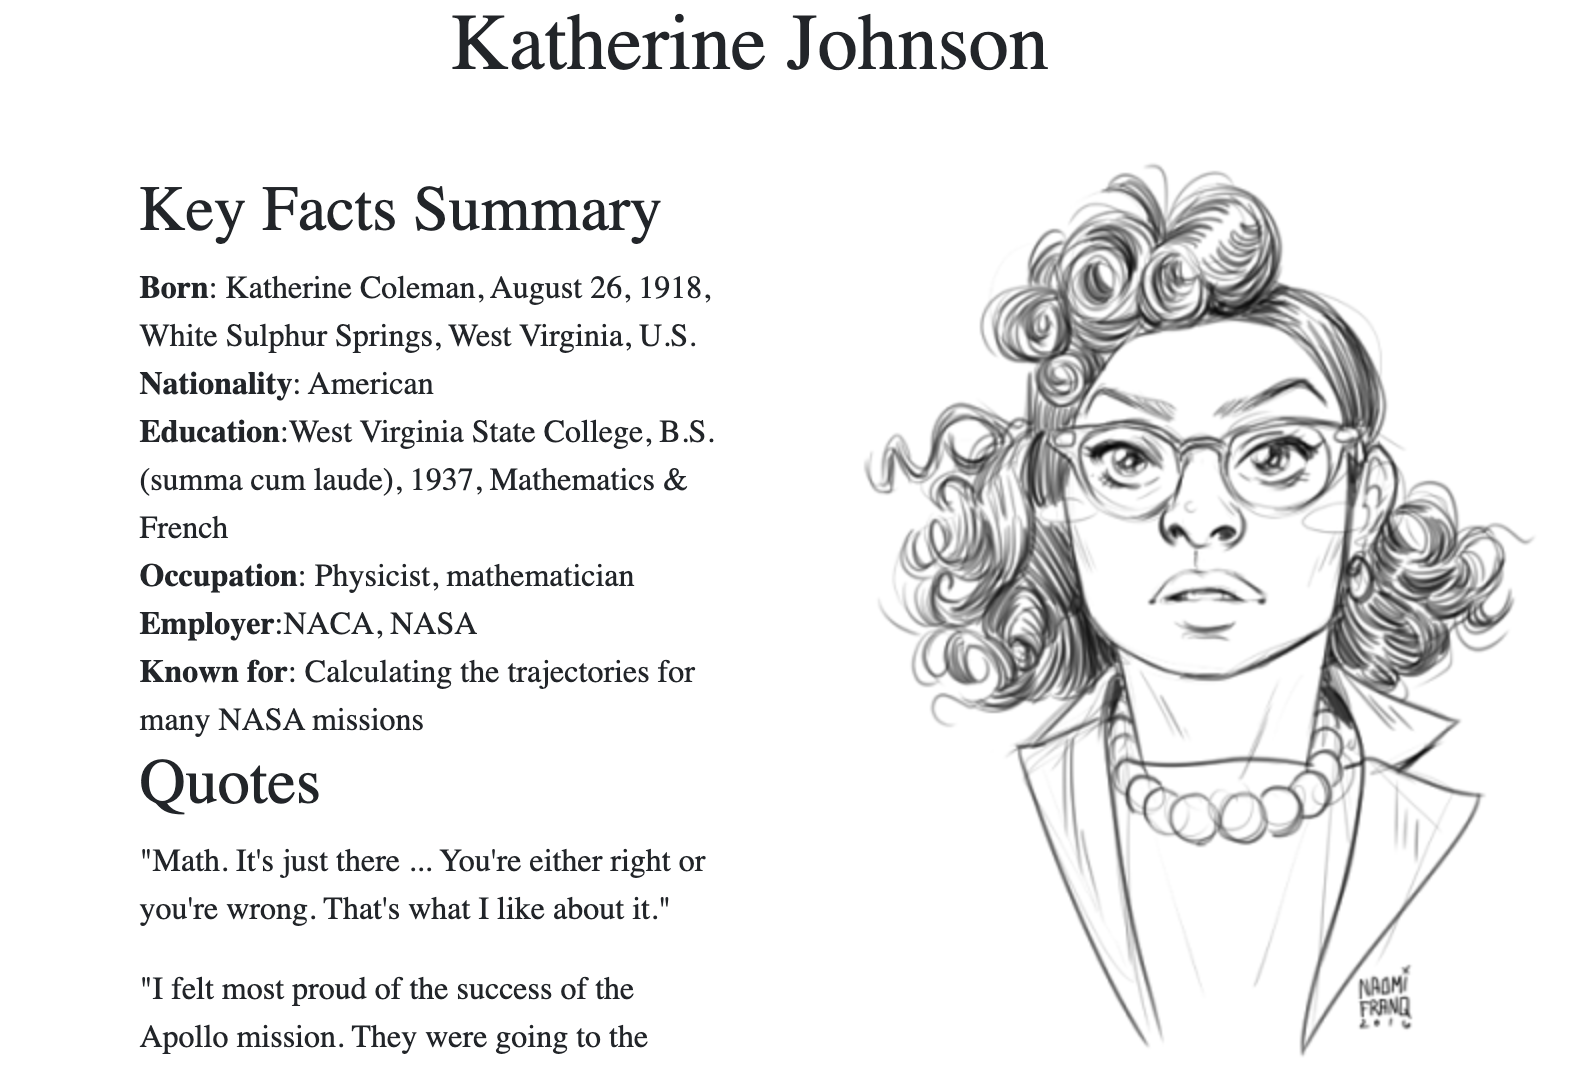 Katherine Johnson
Key Facts Summary
Born: Katherine Coleman, August 26, 1918,
White Sulphur Springs, West Virginia, U.S.
Nationality: American
Education:West Virginia State College, B.S.
(summa cum laude), 1937, Mathematics &
French
Occupation: Physicist, mathematician
Employer:NACA, NASA
Known for: Calculating the trajectories for
many NASA missions
Quotes
"Math. It's just there ... You're either right or
you're wrong. That's what I like about it."
"I felt most proud of the success of the
Apollo mission. They were going to the
NAOMI
FRANQ
2016